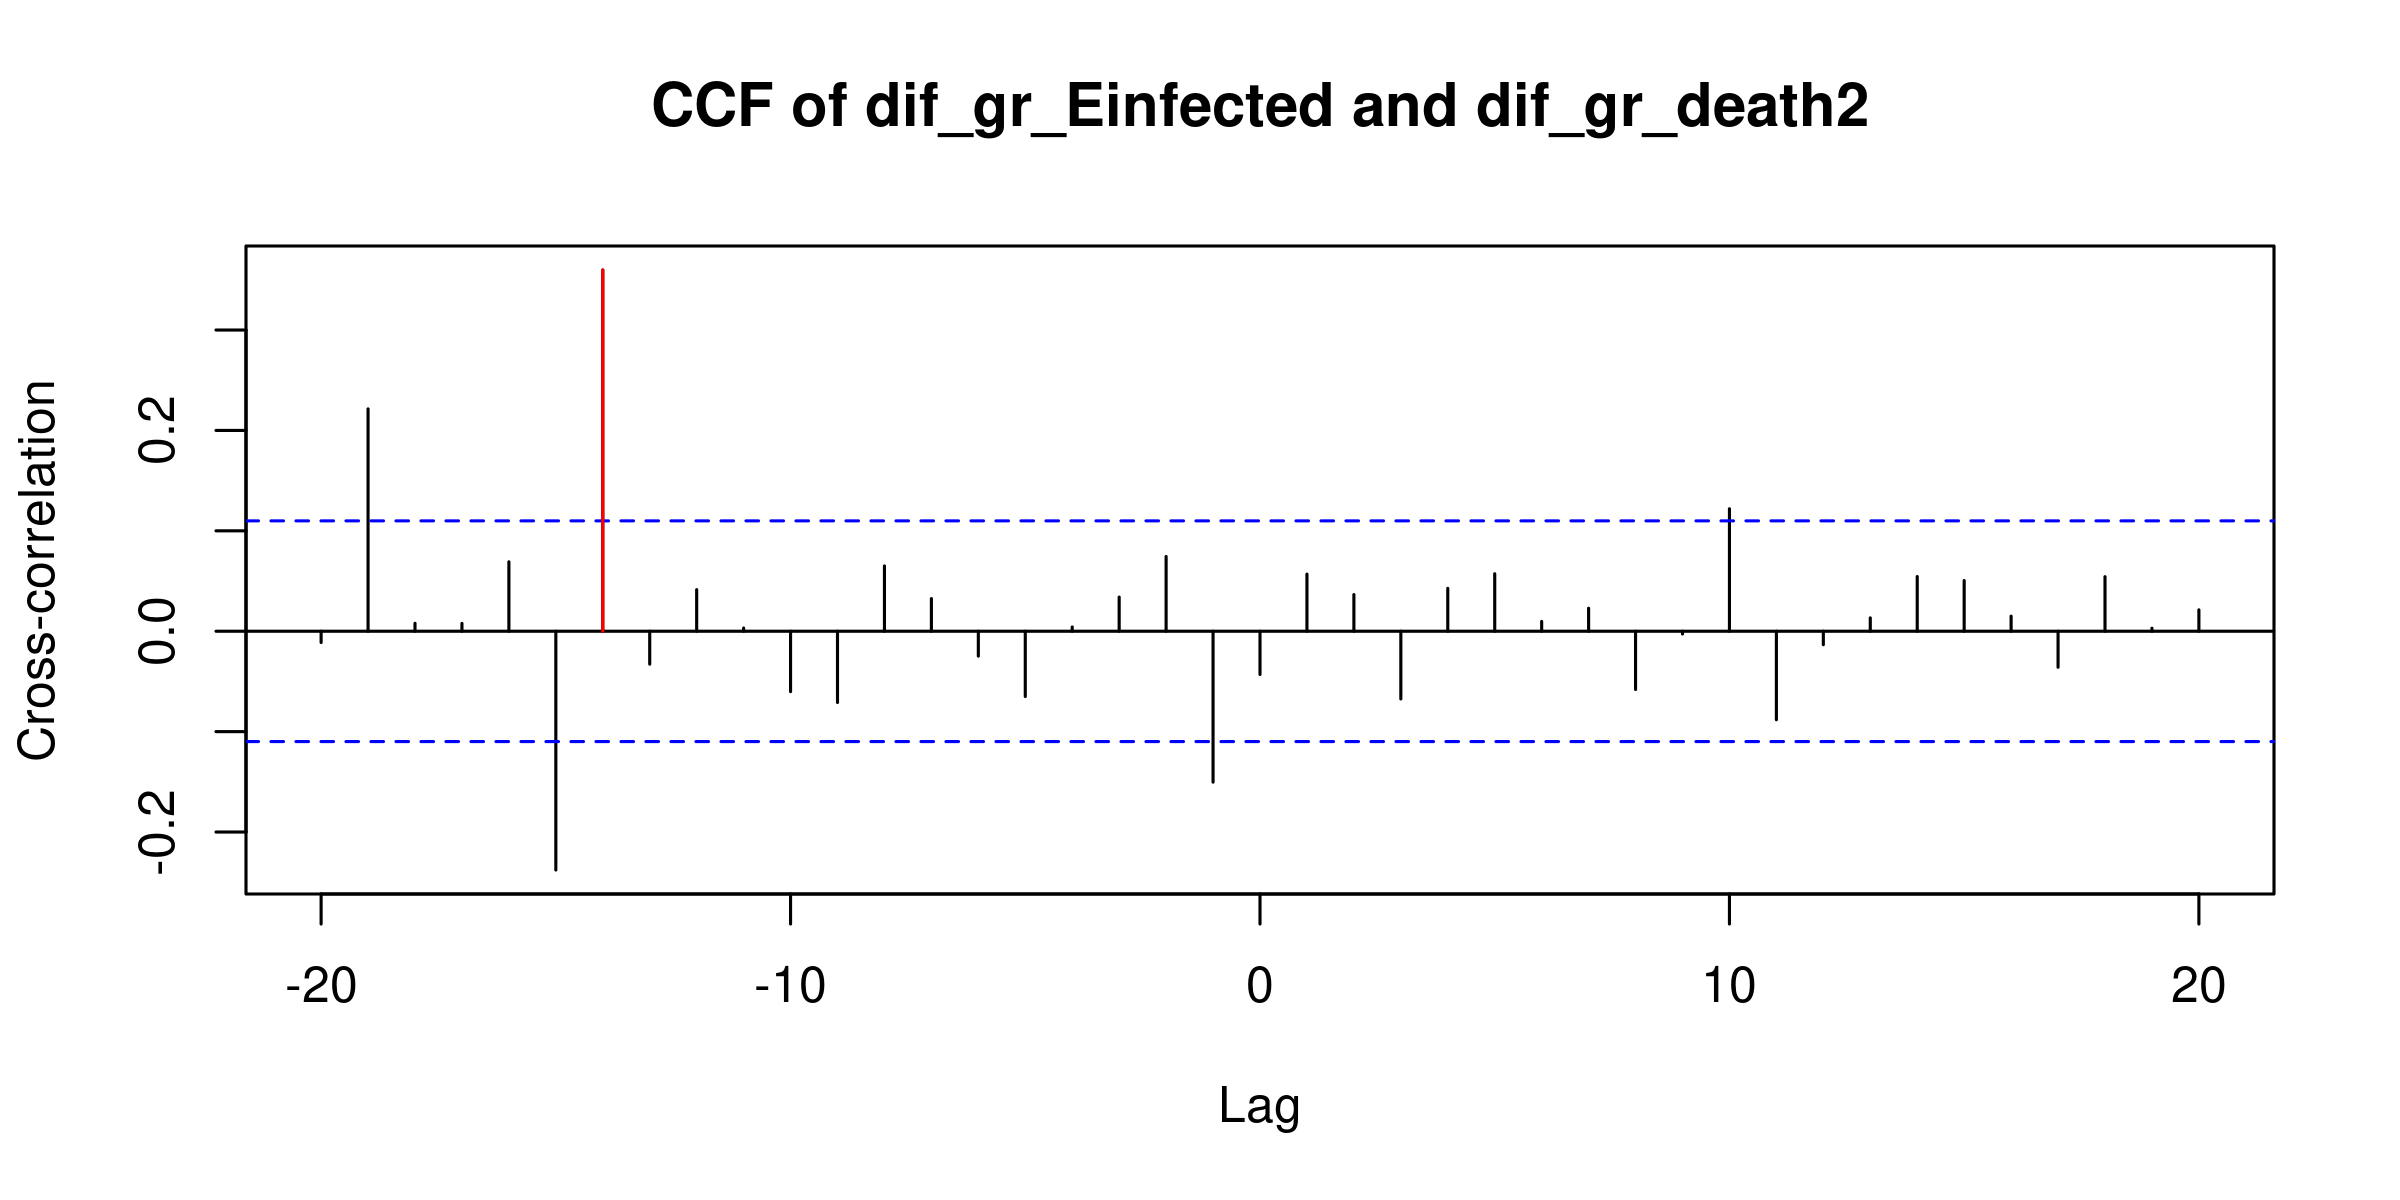 CCF of dif_gr_Einfected and dif_gr_death2
Cross-correlation
0.2
0.0
-0.2
-20 -10 0 10 20
Lag